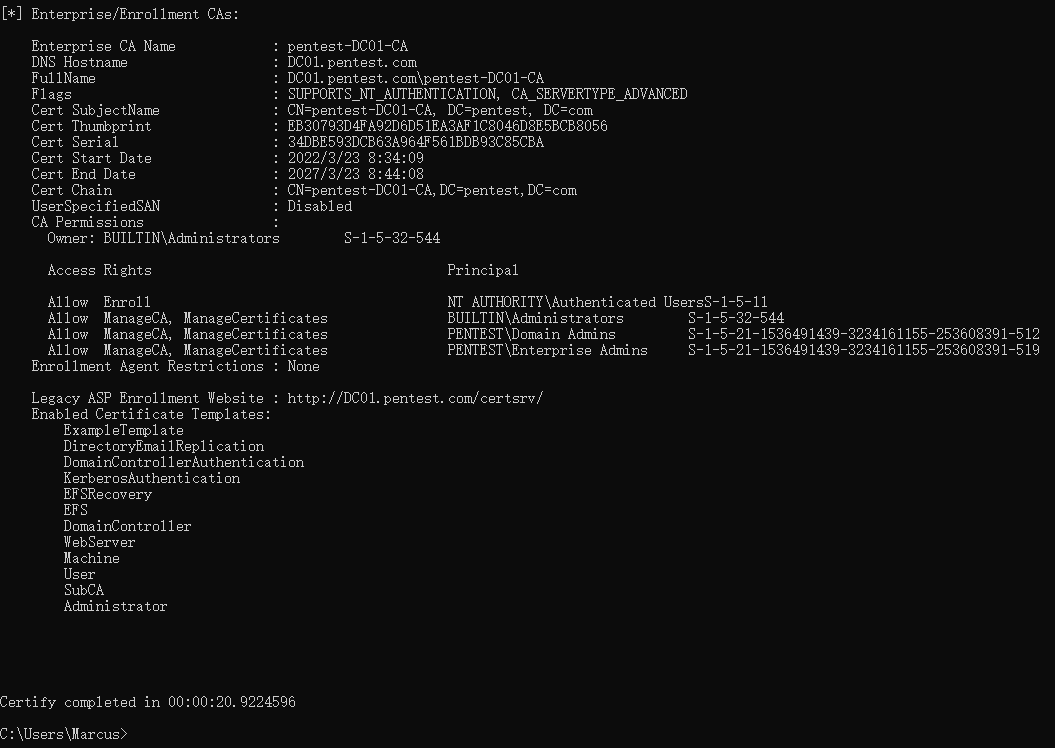 [*] Enterprise/Enrollment CAs:
Enterprise CA Name : pentest-DC01-CA
DNS Hostname : DC01.pentest.com
FullName : DC01.pentest.com\pentest-DC01-CA
Flags : SUPPORTS_NT_AUTHENTICATION, CA_SERVERTYPE_ADVANCED
Cert SubjectName : CN=pentest-DC01-CA, DC=pentest, DC=com
Cert Thumbprint : EB30793D4FA92D6D51EA3AF1C8046D8E5BCB8056
Cert Serial : 34DBE593DCB63A964F561BDB93C85CBA
Cert Start Date : 2022/3/23 8:34:09
Cert End Date : 2027/3/23 8:44:08
Cert Chain : CN=pentest-DC01-CA,DC=pentest,DC=com
UserSpecifiedSAN : Disabled
CA Permissions :
Owner: BUILTIN\Administrators S-1-5-32-544
Access Rights Principal
Allow Enroll NT AUTHORITY\Authenticated UsersS-1-5-11
Allow ManageCA, ManageCertificates BUILTIN\Administrators S-1-5-32-544
Allow ManageCA, ManageCertificates PENTEST\Domain Admins S-1-5-21-1536491439-3234161155-253608391-512
Allow ManageCA, ManageCertificates PENTEST\Enterprise Admins S-1-5-21-1536491439-3234161155-253608391-519
Enrollment Agent Restrictions : None
Legacy ASP Enrollment Website : http://DC01.pentest.com/certsrv/
Enabled Certificate Templates:
ExampleTemplate
DirectoryEmailReplication
DomainControllerAuthentication
KerberosAuthentication
EFSRecovery
EFS
DomainController
WebServer
Machine
User
SubCA
Administrator
Certify completed in 00:00:20.9224596
C:\Users\Marcus>